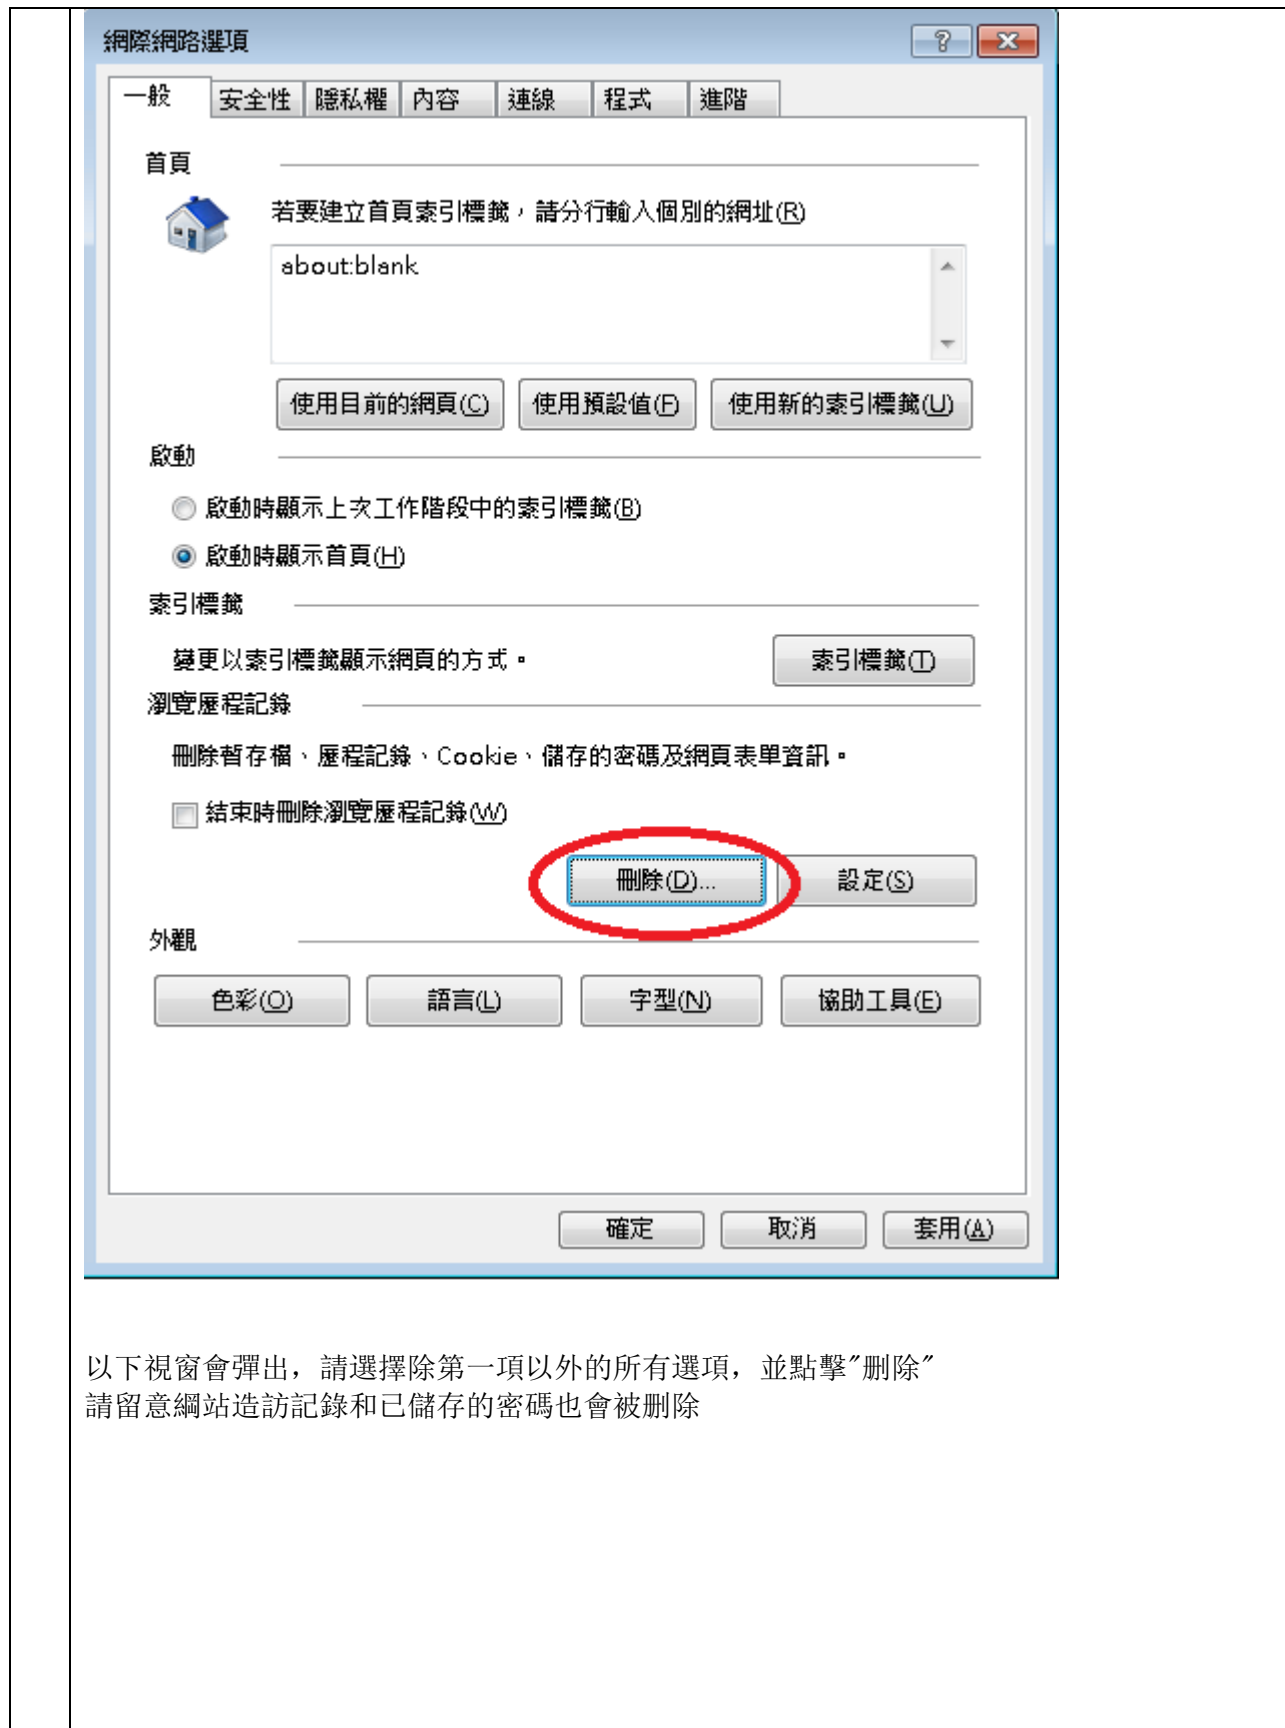 網際網路選項
一般 安全性 隱私權 內容 連線 程式 進階
首頁
若要建立首頁索引標籤，請分行輸入個別的網址(R)
about:blank
使用目前的網頁(C) 使用預設值(F) 使用新的索引標籤(U)
啟動
啟動時顯示上次工作階段中的索引標籤(B)
啟動時顯示首頁(H)
索引標籤
變更以索引標籤顯示網頁的方式。 索引標籤(T)
瀏覽歷程記錄
刪除暫存檔、歷程記錄、Cookie、儲存的密碼及網頁表單資訊。
結束時刪除瀏覽歷程記錄(W)
刪除(D)... 設定(S)
外觀
色彩(O) 語言(L) 字型(N) 協助工具(E)
確定 取消 套用(A)
以下視窗會彈出，請選擇除第一項以外的所有選項，並點擊"刪除"
請留意網站造訪記錄和已儲存的密碼也會被刪除